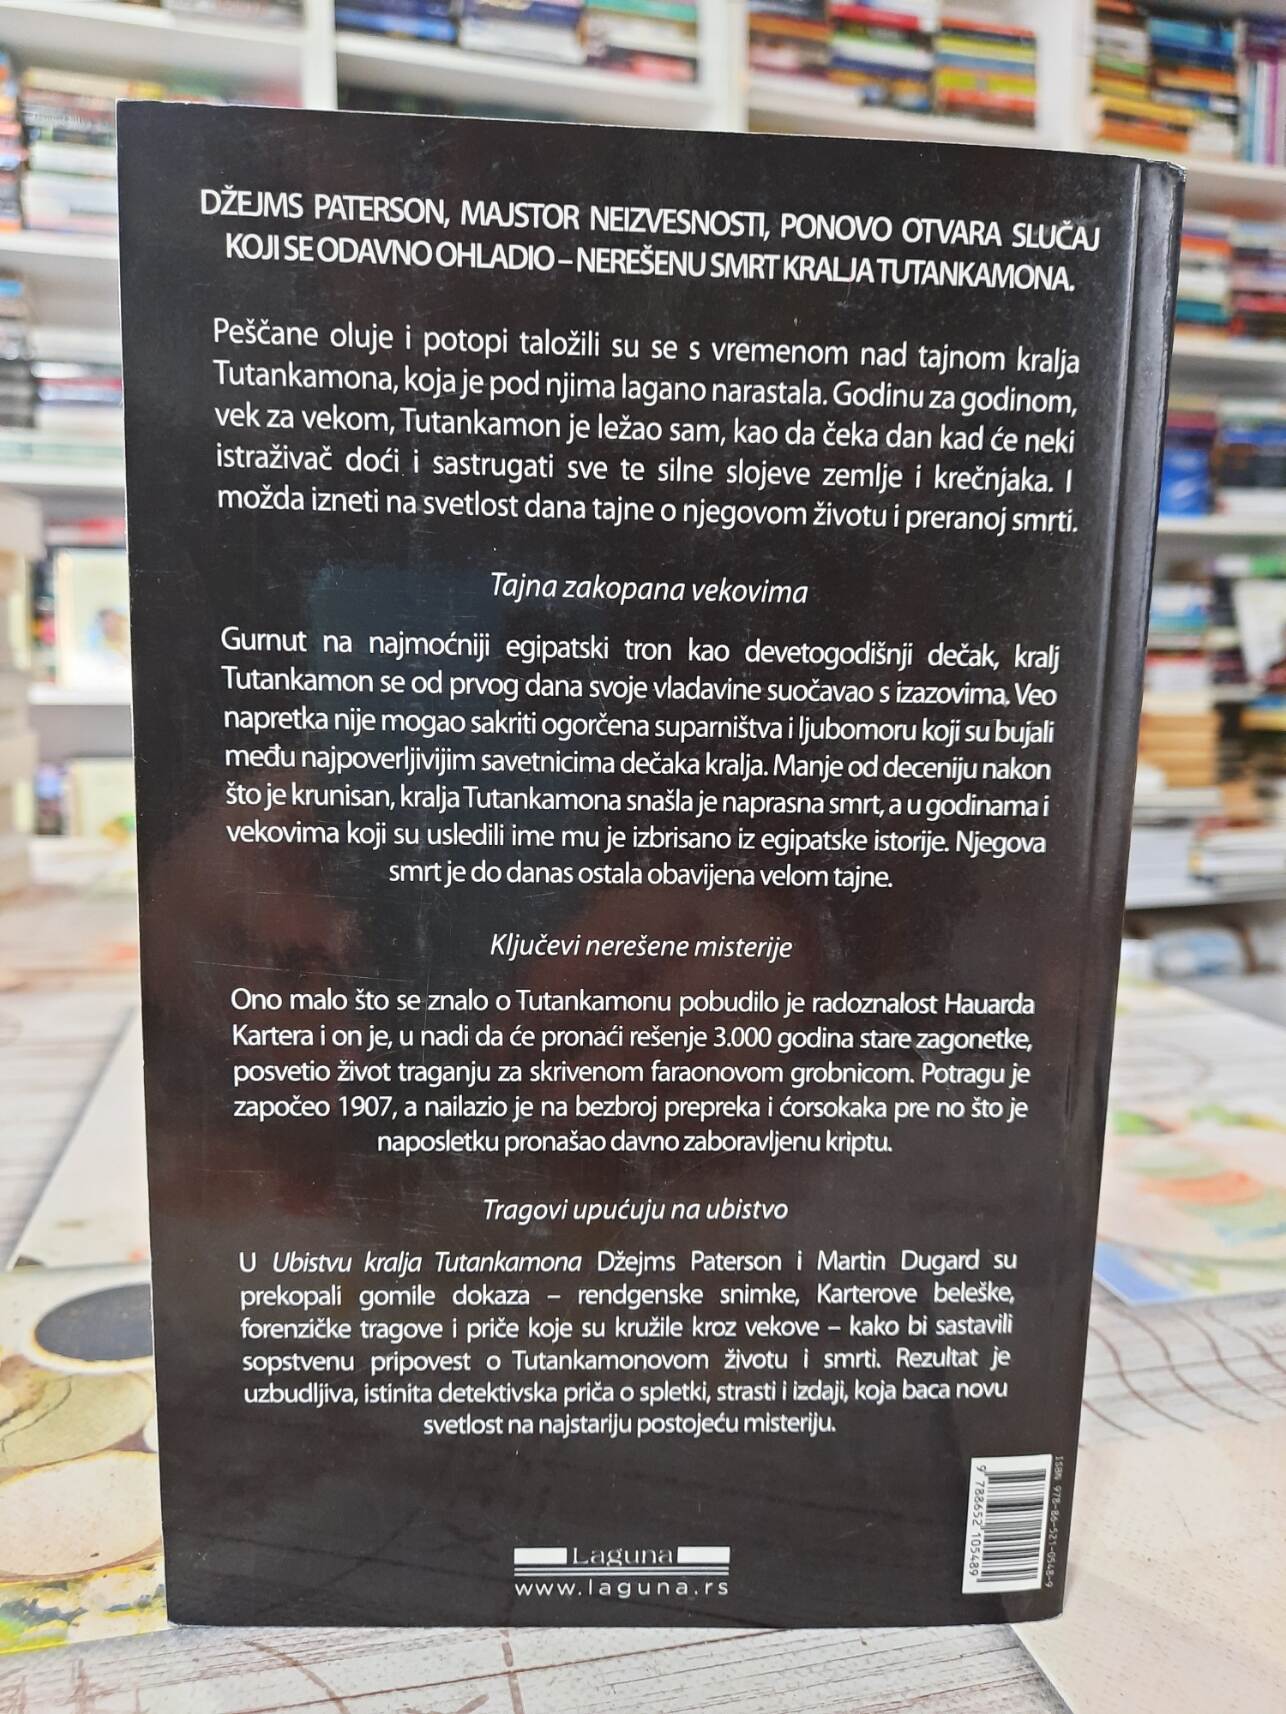 DŽEJMS PATERSON, MAJSTOR NEIZVESNOSTI, PONOVO OTVARA SLUČAJ
KOJI SE ODAVNO OHLADIO – NEREŠENU SMRT KRALJA TUTANKAMONA.
Peščane oluje i potopi taložili su se s vremenom nad tajnom kralja
Tutankamona, koja je pod njima lagano narastala. Godinu za godinom,
vek za vekom, Tutankamon je ležao sam, kao da čeka dan kad će neki
istraživač doći i sastrugati sve te silne slojeve zemlje i krečnjaka. I
možda izneti na svetlost dana tajne o njegovom životu i preranoj smrti.
Tajna zakopana vekovima
Gurnut na najmoćniji egipatski tron kao devetogodišnji dečak, kralj
Tutankamon se od prvog dana svoje vladavine suočavao s izazovima. Veo
napretka nije mogao sakriti ogorčena suparništva i ljubomoru koji su bujali
među najpoverljivijim savetnicima dečaka kralja. Manje od deceniju nakon
što je krunisan, kralja Tutankamona snašla je naprasna smrt, a u godinama i
vekovima koji su usledili ime mu je izbrisano iz egipatske istorije. Njegova
smrt je do danas ostala obavijena velom tajne.
Ključevi nerešene misterije
Ono malo što se znalo o Tutankamonu pobudilo je radoznalost Hauarda
Kartera i on je, u nadi da će pronaći rešenje 3.000 godina stare zagonetke,
posvetio život traganju za skrivenom faraonovom grobnicom. Potragu je
započeo 1907, a nailazio je na bezbroj prepreka i ćorsokaka pre no što je
naposletku pronašao davno zaboravljenu kriptu.
Tragovi upućuju na ubistvo
U Ubistvu kralja Tutankamona Džejms Paterson i Martin Dugard su
prekopali gomile dokaza – rendgenske snimke, Karterove beleške,
forenzičke tragove i priče koje su kružile kroz vekove – kako bi sastavili
sopstvenu pripovest o Tutankamonovom životu i smrti. Rezultat je
uzbudljiva, istinita detektivska priča o spletki, strasti i izdaji, koja baca novu
svetlost na najstariju postojeću misteriju.
ISBN 978-86-521-0548-9
9 788652 105489
Laguna
www.laguna.rs